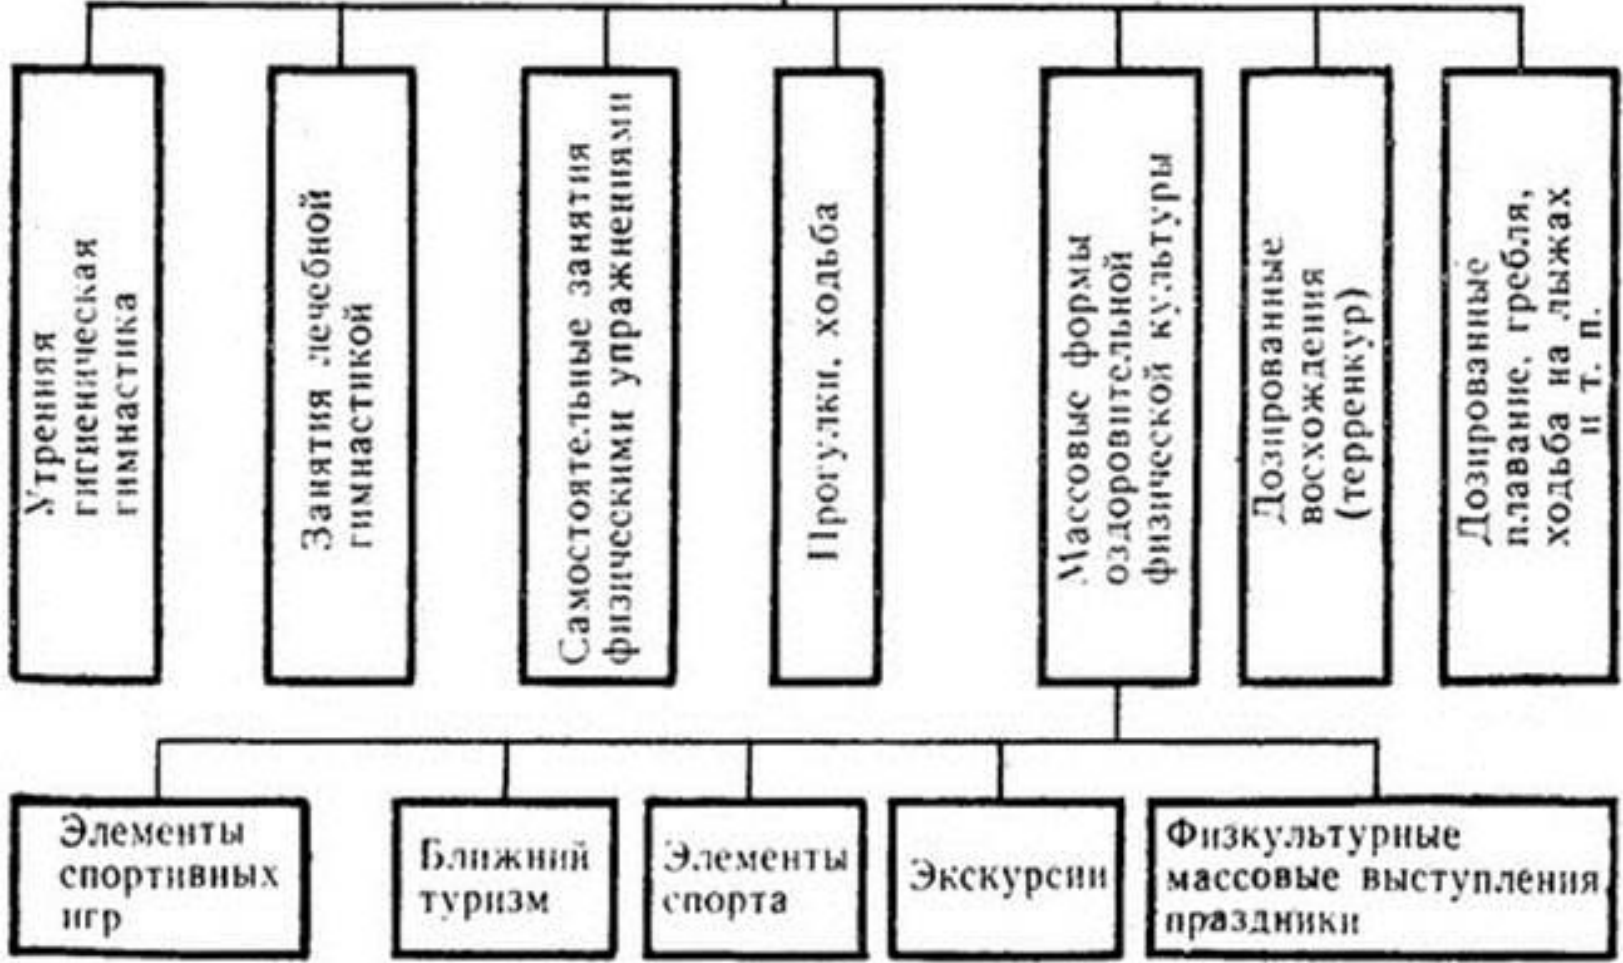 Утренняя
гигиеническая
гимнастика
Занятия лечебной
гимнастикой
Самостоятельные занятия
физическими упражнениями
Прогулки, ходьба
Массовые формы
оздоровительной
физической культуры
Дозированные
восхождения
(терренкур)
Дозированные
плавание, гребля,
ходьба на лыжах
и т. п.
Элементы
спортивных
игр
Ближний
туризм
Элементы
спорта
Экскурсии
Физкультурные
массовые выступления,
праздники